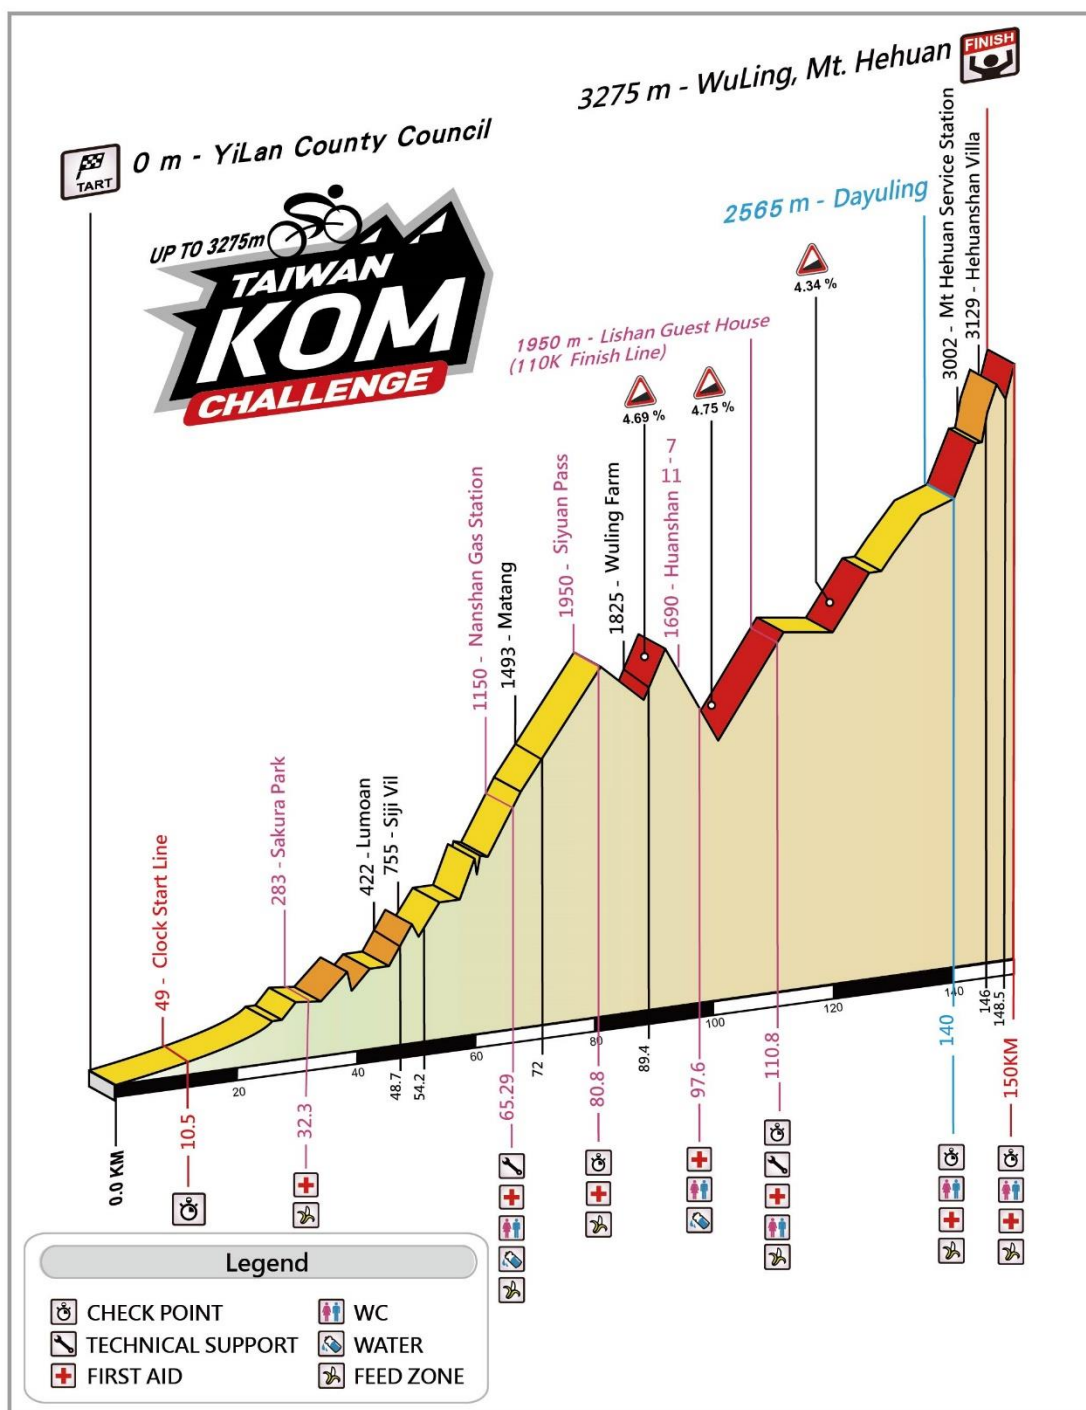 FINISH
3275 m - WuLing, Mt. Hehuan
TART
0 m - YiLan County Council
UP TO 3275m
TAIWAN
KOM
CHALLENGE
2565 m - Dayuling
3002 - Mt Hehuan Service Station
3129 - Hehuanshan Villa
4.34 %
1950 m - Lishan Guest House
(110K Finish Line)
4.69 %
4.75 %
1150 - Nanshan Gas Station
1493 - Matang
1950 - Siyuan Pass
1825 - Wuling Farm
1690 - Huanshan 7
-
11
49 - Clock Start Line
283 - Sakura Park
422 - Lumoan
755 - Siji Vil
20
40
60
80
100
120
140
0.0 KM
10.5
32.3
48.7
54.2
65.29
72
80.8
89.4
97.6
110.8
140
146
148.5
150KM
Legend
CHECK POINT
WC
TECHNICAL SUPPORT
WATER
FIRST AID
FEED ZONE